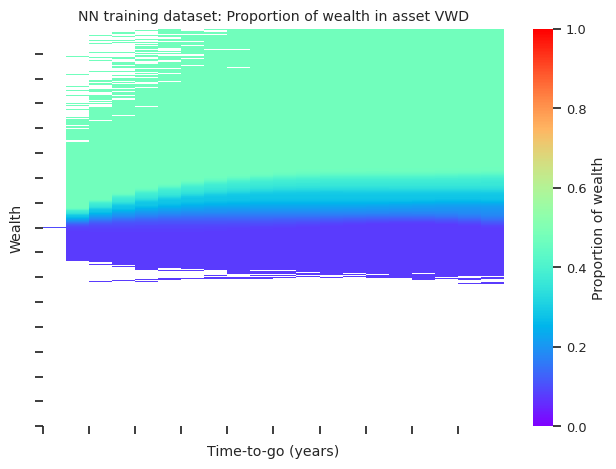 NN training dataset: Proportion of wealth in asset VWD
1.0
0.8
0.6
0.4
0.2
0.0
Proportion of wealth
Wealth
Time-to-go (years)